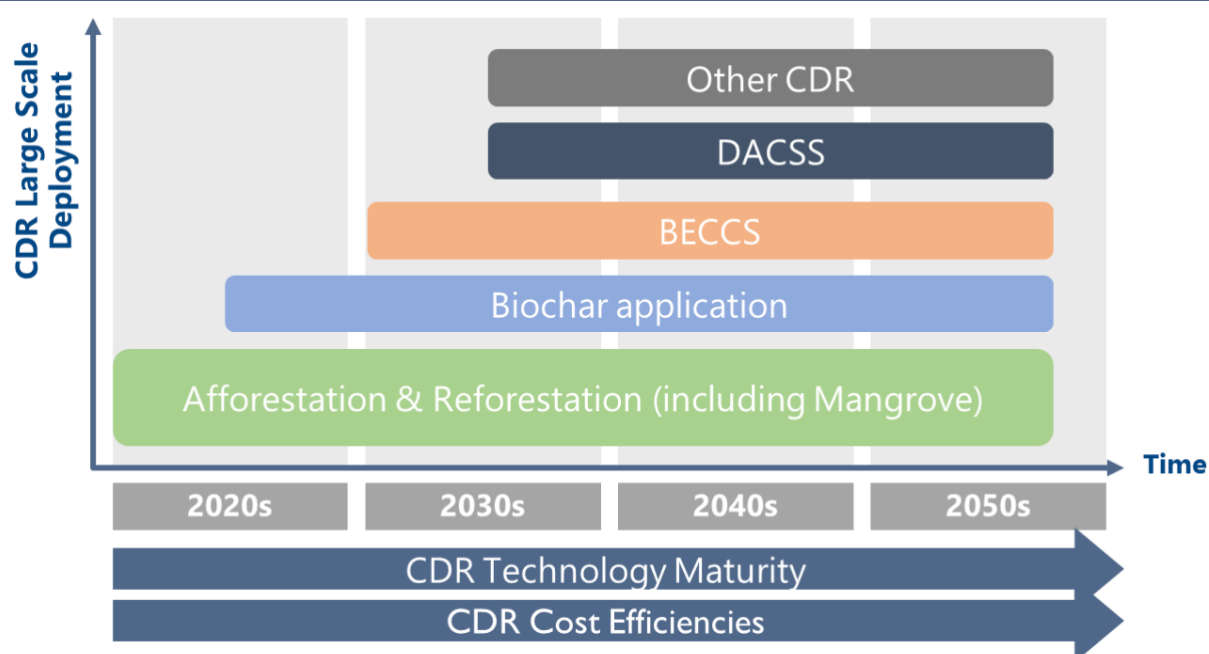 CDR Large Scale
Deployment
Other CDR
DACSS
BECCS
Biochar application
Afforestation & Reforestation (including Mangrove)
Time
2020s
2030s
2040s
2050s
CDR Technology Maturity
CDR Cost Efficiencies